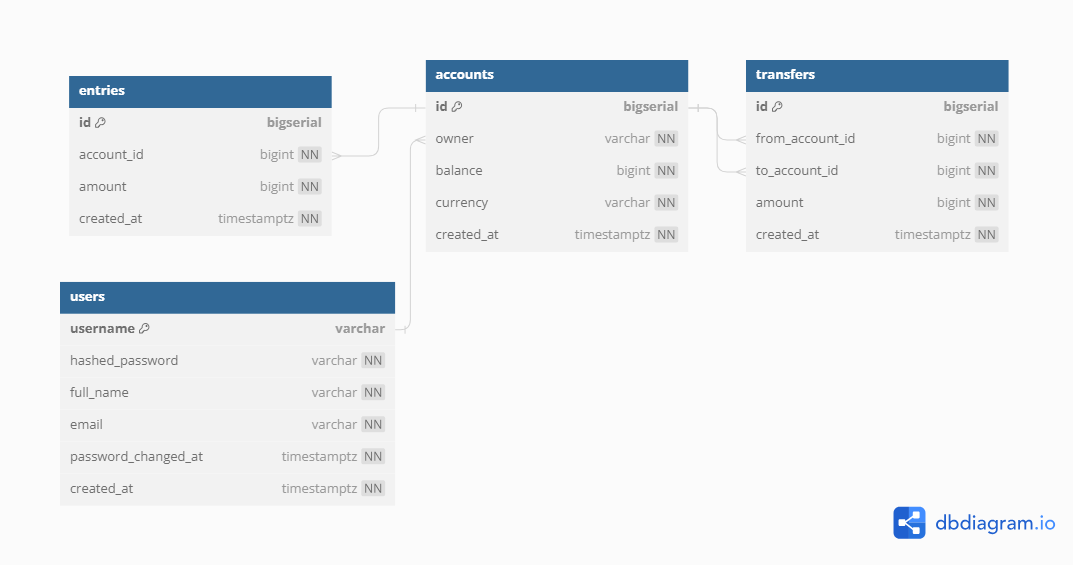 entries
id bigserial
account_id bigint NN
amount bigint NN
created_at timestamptz NN
accounts
id bigserial
owner varchar NN
balance bigint NN
currency varchar NN
created_at timestamptz NN
transfers
id bigserial
from_account_id bigint NN
to_account_id bigint NN
amount bigint NN
created_at timestamptz NN
users
username varchar
hashed_password varchar NN
full_name varchar NN
email varchar NN
password_changed_at timestamptz NN
created_at timestamptz NN
dbdiagram.io